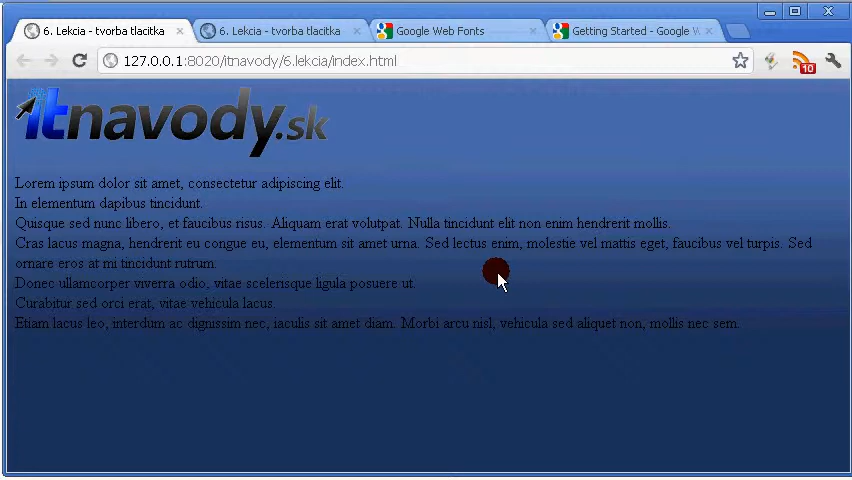 6. Lekcia - tvorba tlacitka
6. Lekcia - tvorba tlacitka
Google Web Fonts
Getting Started - Google W
127.0.0.1:8020/itnavody/6.lekcia/index.html
10
itnavody.sk
Lorem ipsum dolor sit amet, consectetur adipiscing elit.
In elementum dapibus tincidunt.
Quisque sed nunc libero, et faucibus risus. Aliquam erat volutpat. Nulla tincidunt elit non enim hendrerit mollis.
Cras lacus magna, hendrerit eu congue eu, elementum sit amet urna. Sed lectus enim, molestie vel mattis eget, faucibus vel turpis. Sed
ornare eros at mi tincidunt rutrum.
Donec ullamcorper viverra odio, vitae scelerisque ligula posuere ut.
Curabitur sed orci erat, vitae vehicula lacus.
Etiam lacus leo, interdum ac dignissim nec, iaculis sit amet diam. Morbi arcu nisl, vehicula sed aliquet non, mollis nec sem.